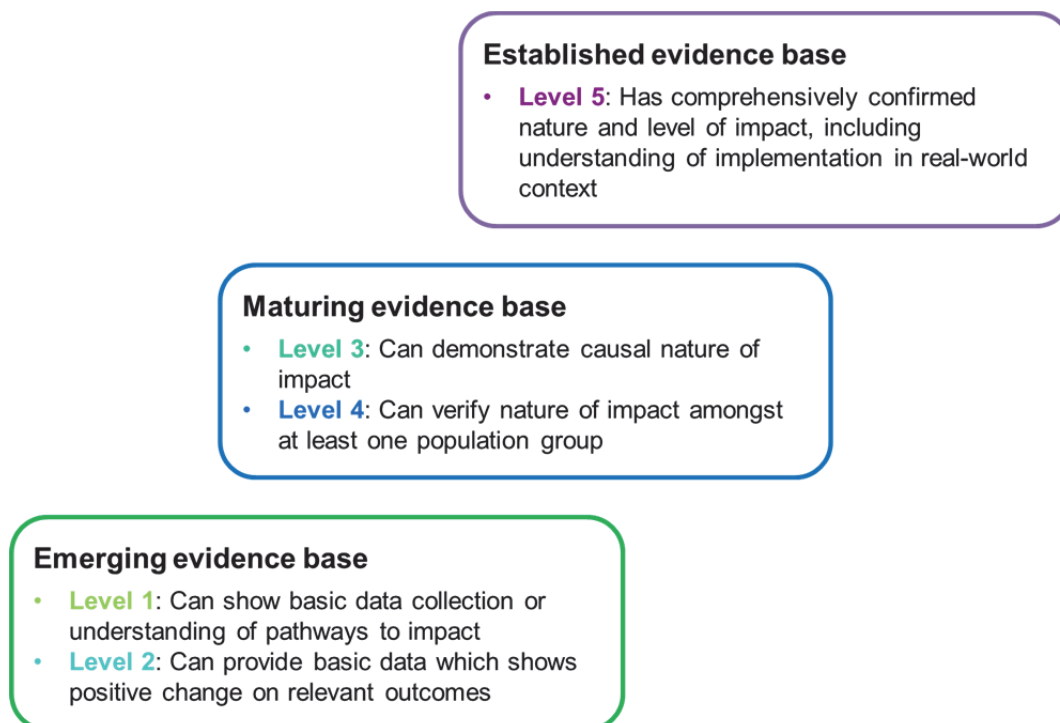 Established evidence base
• Level 5: Has comprehensively confirmed
nature and level of impact, including
understanding of implementation in real-world
context
Maturing evidence base
• Level 3: Can demonstrate causal nature of
impact
• Level 4: Can verify nature of impact amongst
at least one population group
Emerging evidence base
• Level 1: Can show basic data collection or
understanding of pathways to impact
• Level 2: Can provide basic data which shows
positive change on relevant outcomes